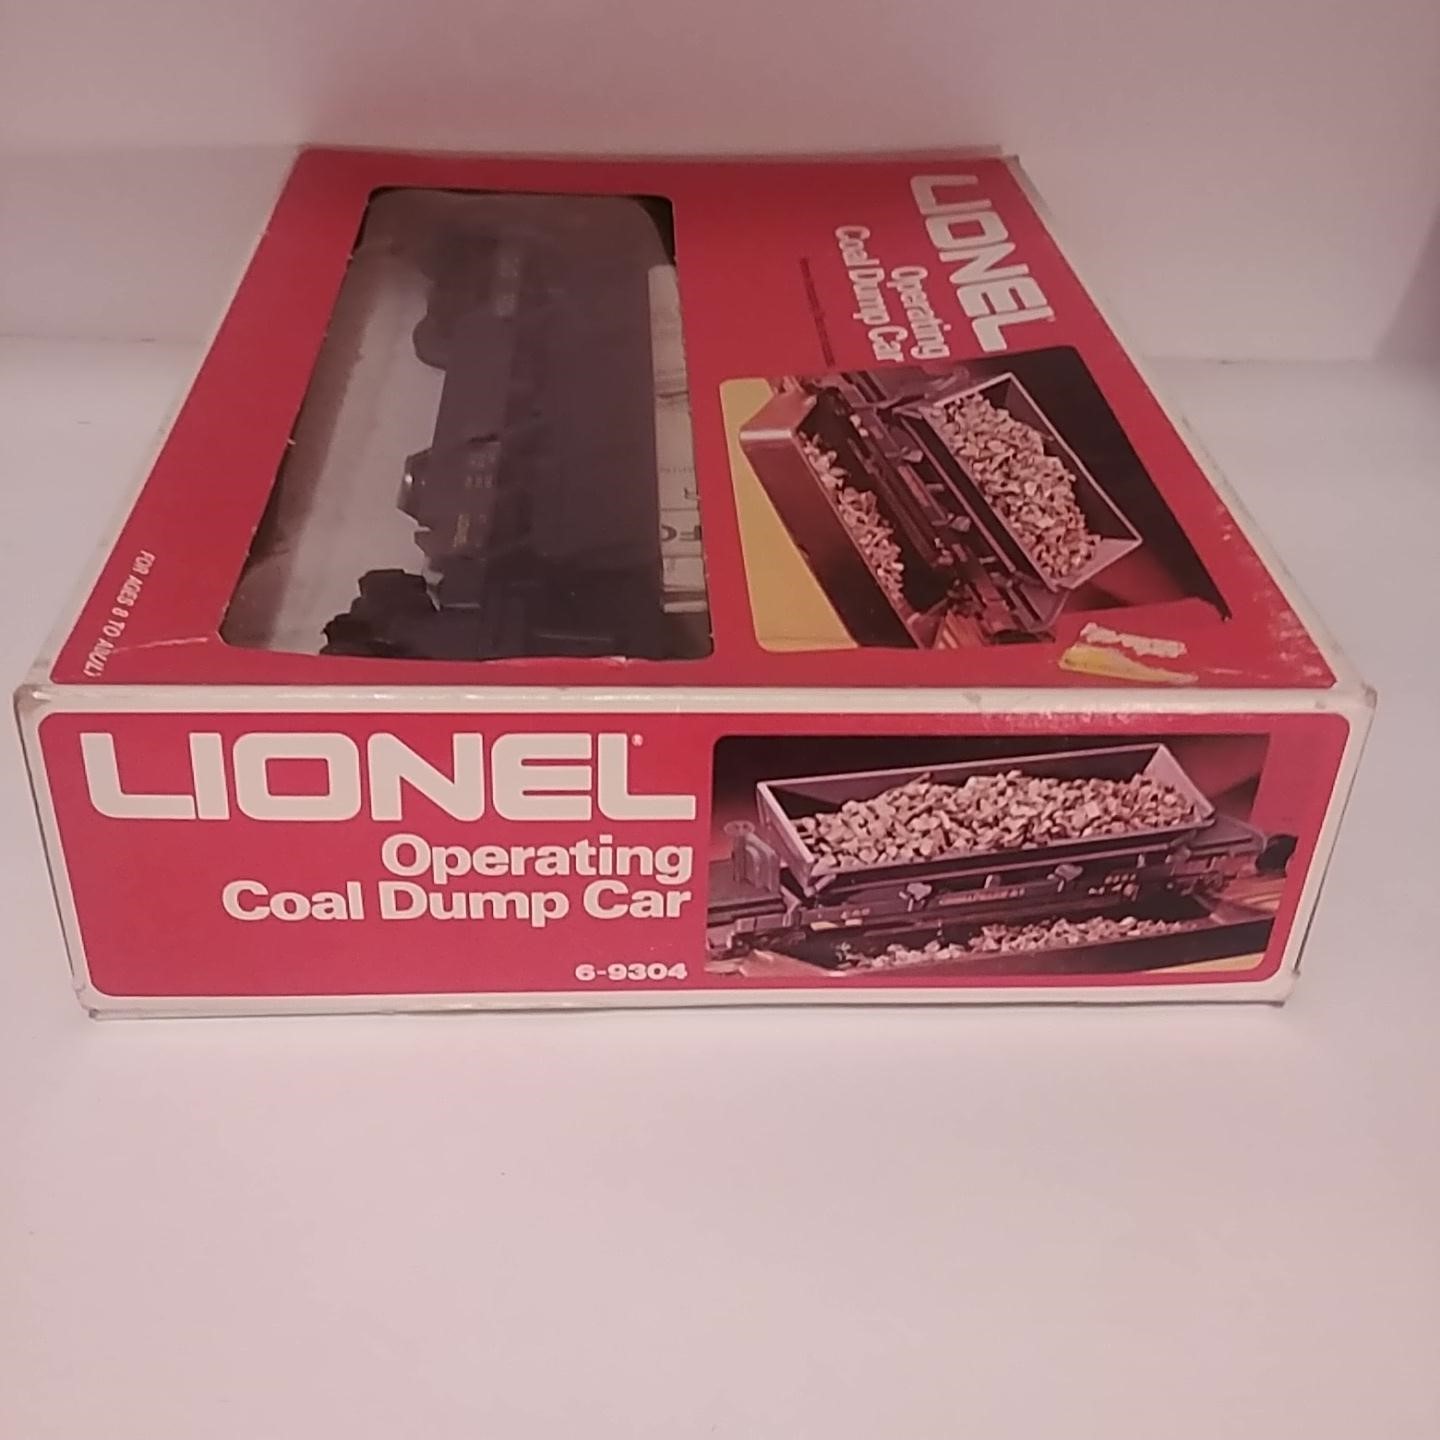 LIONEL
Operating
Coal Dump Car
FOR AGES 8 TO ADULT
LIONEL®
Operating
Coal Dump Car
6-9304